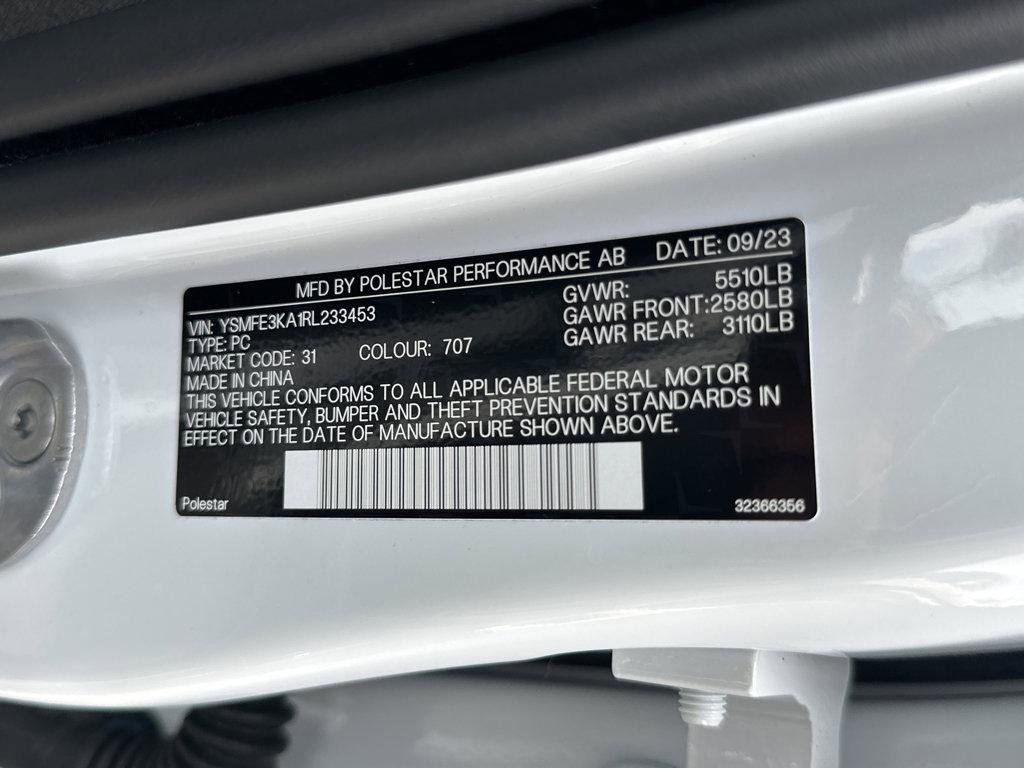 MFD BY POLESTAR PERFORMANCE AB DATE: 09/23
VIN: YSMFE3KA1RL233453
TYPE: PC
MARKET CODE: 31 COLOUR: 707
MADE IN CHINA
GVWR: 5510LB
GAWR FRONT: 2580LB
GAWR REAR: 3110LB
THIS VEHICLE CONFORMS TO ALL APPLICABLE FEDERAL MOTOR
VEHICLE SAFETY, BUMPER AND THEFT PREVENTION STANDARDS IN
EFFECT ON THE DATE OF MANUFACTURE SHOWN ABOVE.
Polestar 32366356